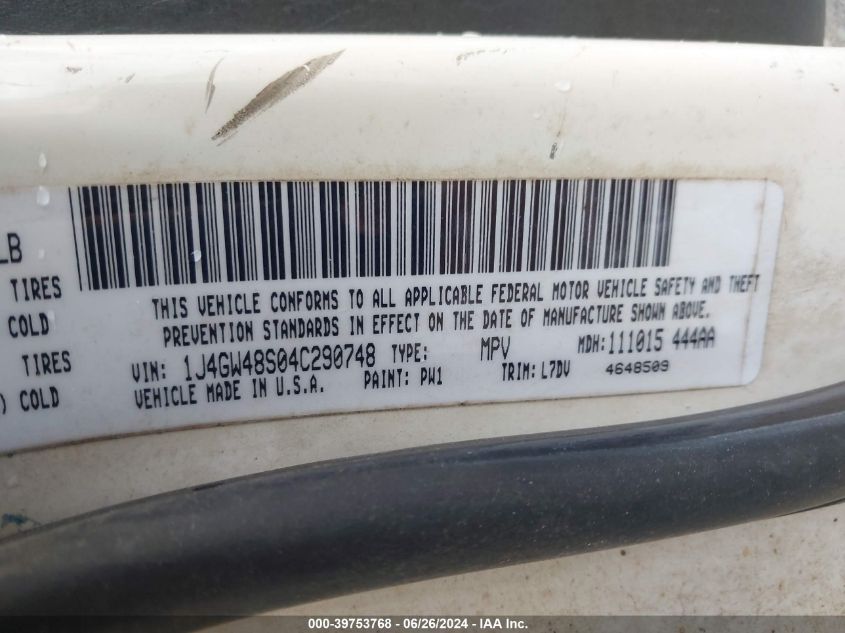 LB
TIRES
COLD
TIRES
) COLD
THIS VEHICLE CONFORMS TO ALL APPLICABLE FEDERAL MOTOR VEHICLE SAFETY AND THEFT
PREVENTION STANDARDS IN EFFECT ON THE DATE OF MANUFACTURE SHOWN ABOVE.
VIN: 1J4GW48S04C290748 TYPE: MPV MDH: 111015 444AA
VEHICLE MADE IN U.S.A. PAINT: PW1 TRIM: L7DV 4648509
000-39753768 - 06/26/2024 - IAA Inc.